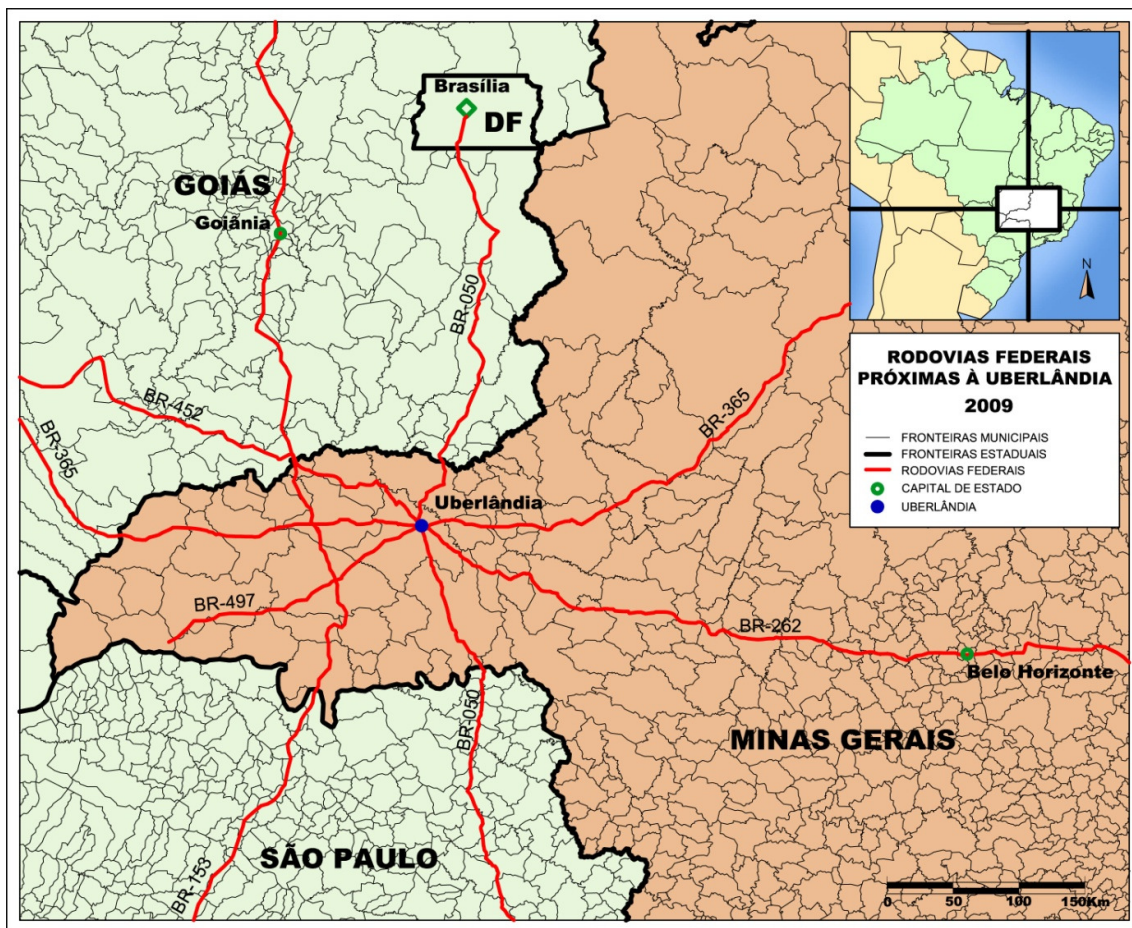 Brasília
DF
GOIÁS
Goiânia
BR-050
BR-452
BR-365
BR-365
Uberlândia
BR-497
BR-262
Belo Horizonte
BR-050
MINAS GERAIS
SÃO PAULO
BR-153
N
RODOVIAS FEDERAIS
PRÓXIMAS À UBERLÂNDIA
2009
FRONTEIRAS MUNICIPAIS
FRONTEIRAS ESTADUAIS
RODOVIAS FEDERAIS
CAPITAL DE ESTADO
UBERLÂNDIA
0 50 100 150Km